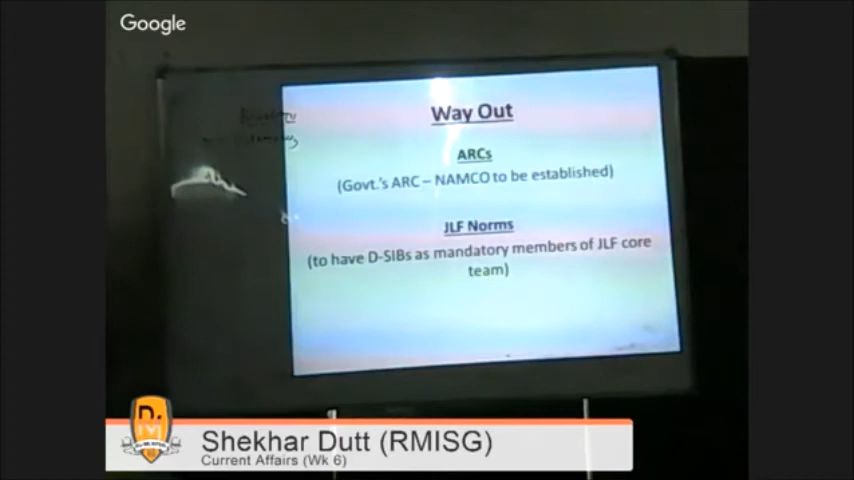 Google
Way Out
ARCs
(Govt.'s ARC – NAMCO to be established)
JLF Norms
(to have D-SIBs as mandatory members of JLF core
team)
Shekhar Dutt (RMISG)
Current Affairs (Wk 6)